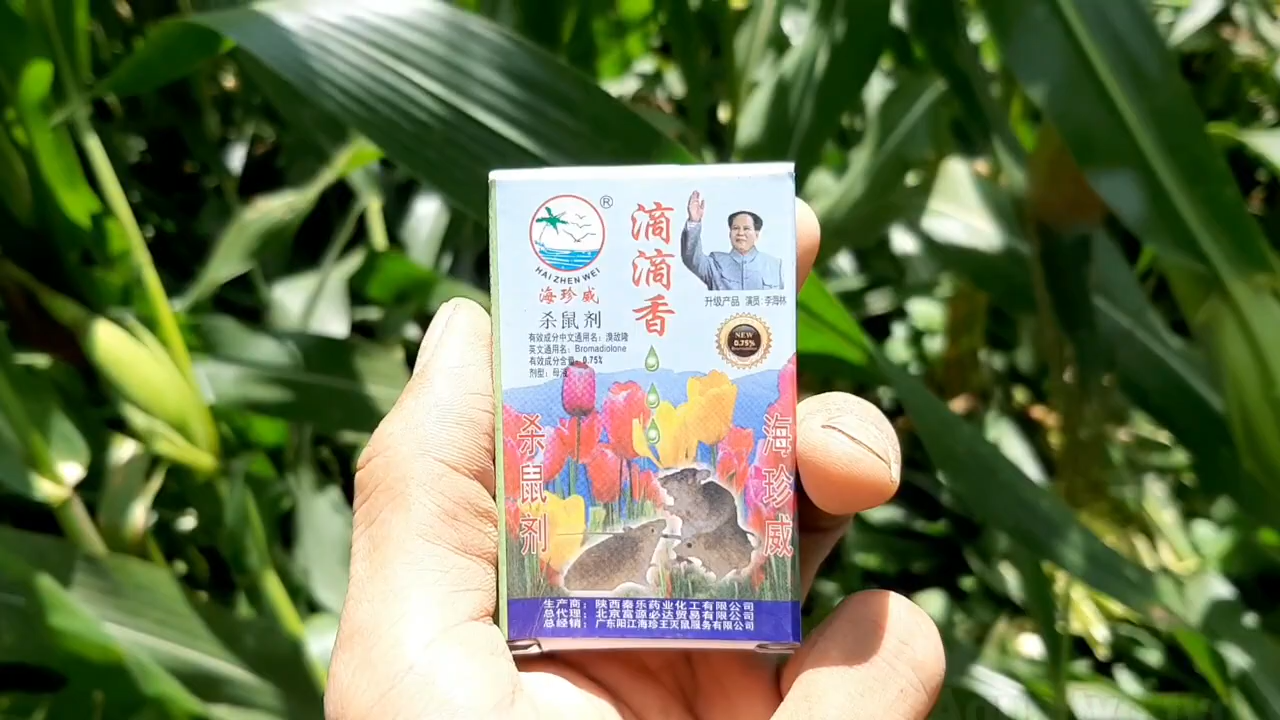 ®
HAI ZHEN WEI
海珍威
杀鼠剂
有效成分中文通用名：溴敌隆
英文通用名：Bromadiolone
有效成分含量：0.75%
剂型：母液
滴滴香
升级产品 演员：李海林
NEW
0.75%
Bromadiolone
杀鼠剂
海珍威
生产商：陕西秦乐药业化工有限公司
总代理：北京富源必达贸易有限公司
总经销：广东阳江海珍王灭鼠服务有限公司